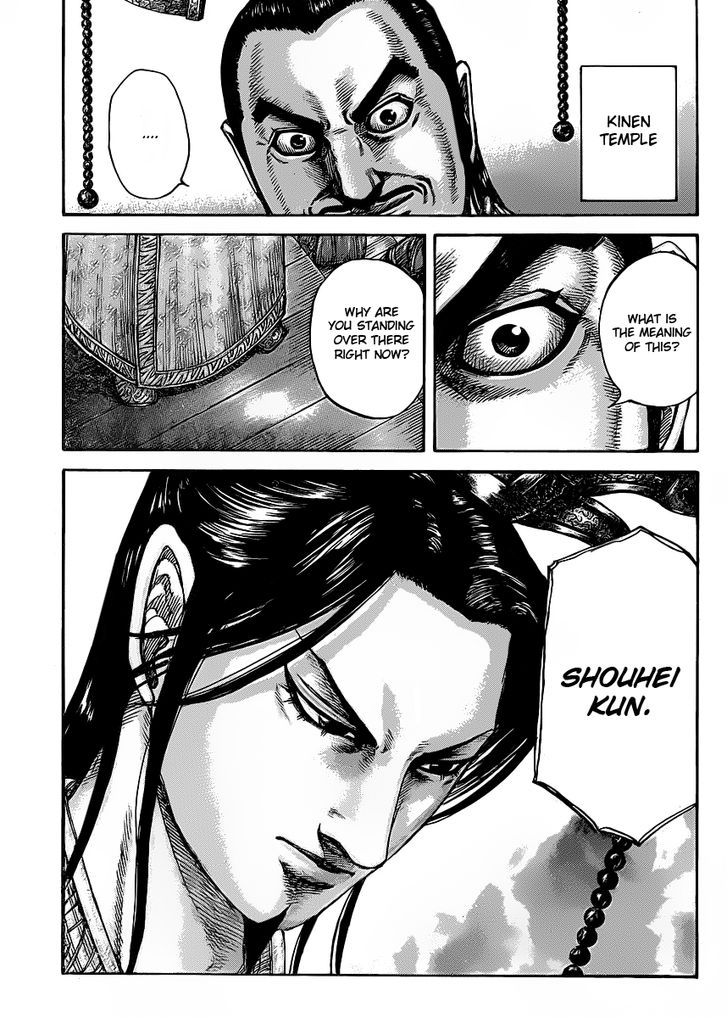 KINEN
TEMPLE
....
WHAT IS
THE MEANING
OF THIS?
WHY ARE
YOU STANDING
OVER THERE
RIGHT NOW?
SHOUHEI
KUN.